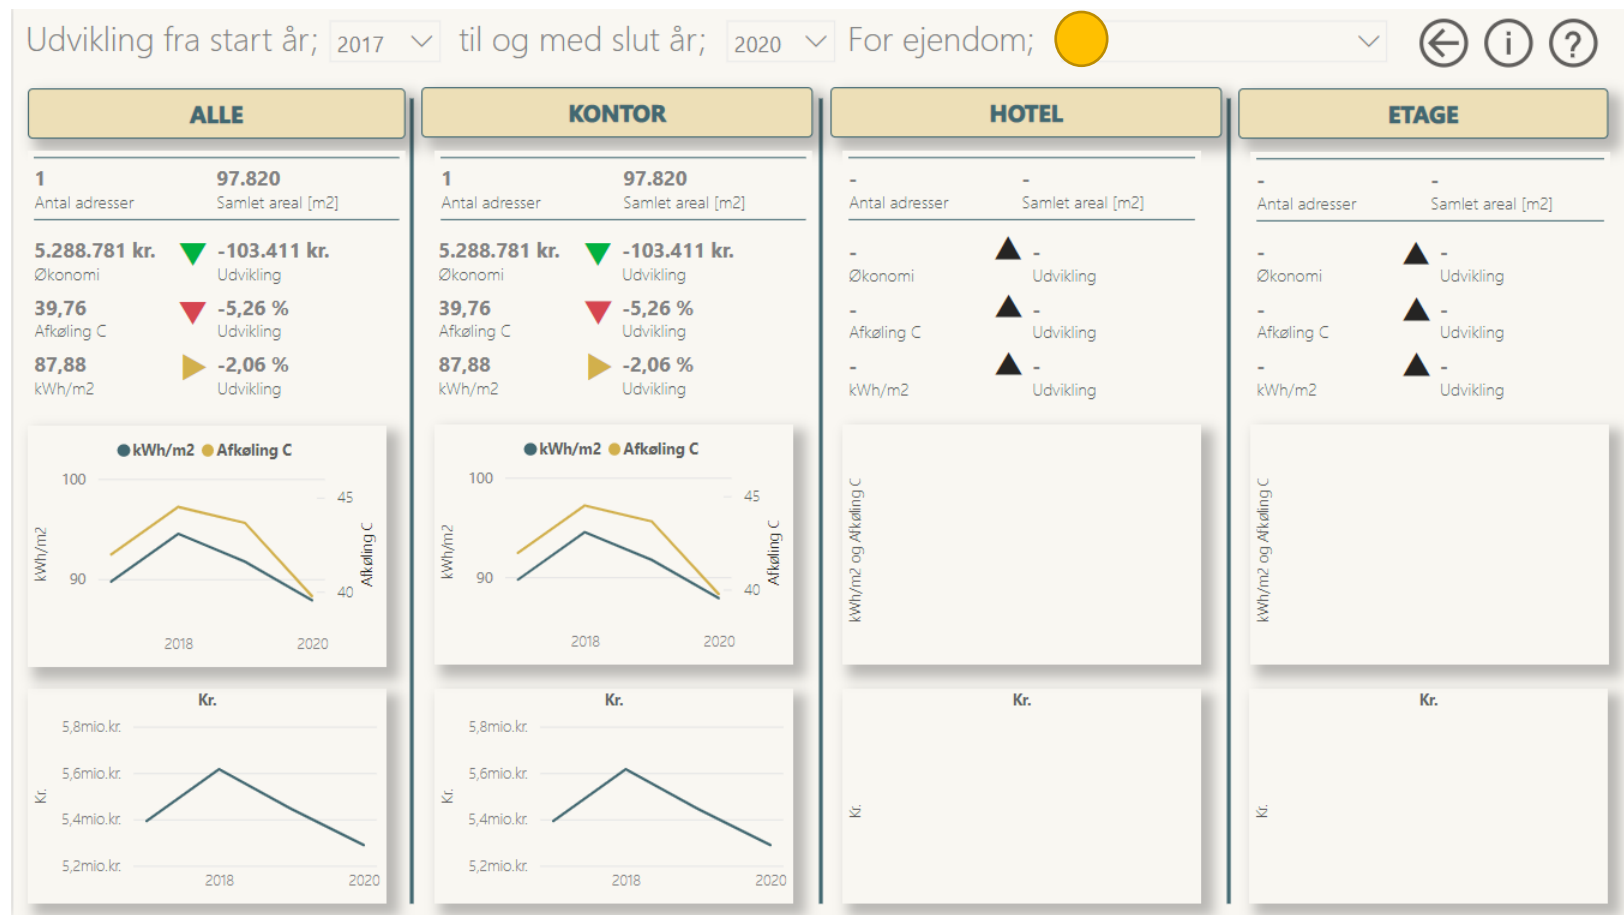 Udvikling fra start år; 2017 til og med slut år; 2020 For ejendom;
ALLE
1 97.820
Antal adresser Samlet areal [m2]
5.288.781 kr. -103.411 kr.
Økonomi Udvikling
39,76 -5,26 %
Afkøling C Udvikling
87,88 -2,06 %
kWh/m2 Udvikling
kWh/m2 Afkøling C
100
45
90
40
kWh/m2
Afkøling C
2018 2020
Kr.
5,8mio.kr.
5,6mio.kr.
5,4mio.kr.
5,2mio.kr.
Kr.
2018 2020
KONTOR
1 97.820
Antal adresser Samlet areal [m2]
5.288.781 kr. -103.411 kr.
Økonomi Udvikling
39,76 -5,26 %
Afkøling C Udvikling
87,88 -2,06 %
kWh/m2 Udvikling
kWh/m2 Afkøling C
100
45
90
40
kWh/m2
Afkøling C
2018 2020
Kr.
5,8mio.kr.
5,6mio.kr.
5,4mio.kr.
5,2mio.kr.
Kr.
2018 2020
HOTEL
- -
Antal adresser Samlet areal [m2]
- -
Økonomi Udvikling
- -
Afkøling C Udvikling
- -
kWh/m2 Udvikling
kWh/m2 og Afkøling C
Kr.
Kr.
ETAGE
- -
Antal adresser Samlet areal [m2]
- -
Økonomi Udvikling
- -
Afkøling C Udvikling
- -
kWh/m2 Udvikling
kWh/m2 og Afkøling C
Kr.
Kr.